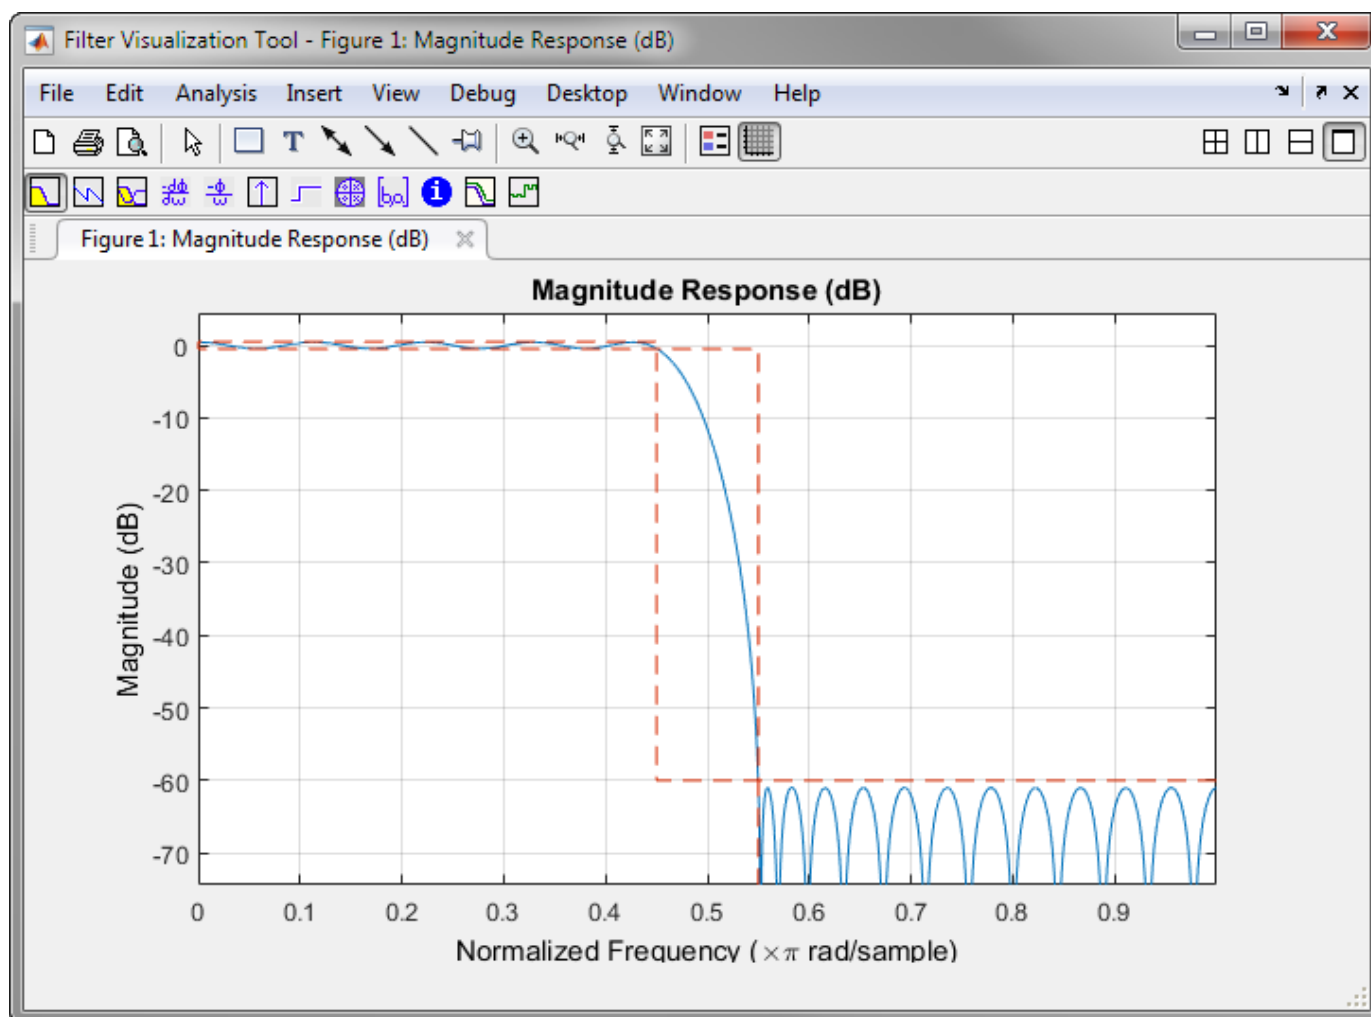 Filter Visualization Tool - Figure 1: Magnitude Response (dB)
File Edit Analysis Insert View Debug Desktop Window Help
Figure 1: Magnitude Response (dB)
Magnitude Response (dB)
Magnitude (dB)
0
-10
-20
-30
-40
-50
-60
-70
0 0.1 0.2 0.3 0.4 0.5 0.6 0.7 0.8 0.9
Normalized Frequency (×π rad/sample)